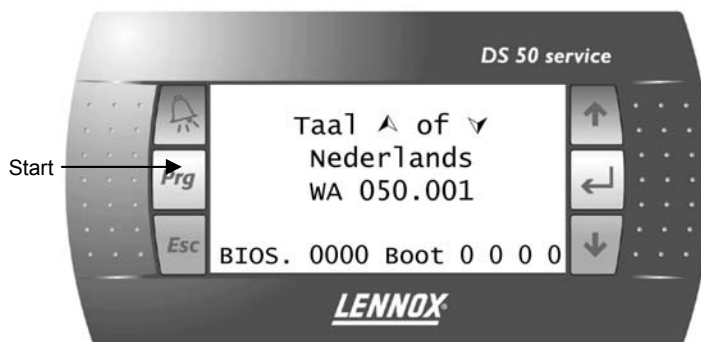 DS 50 service
Taal ⮝ of ⮟
Nederlands
WA 050.001
BIOS. 0000 Boot 0 0 0 0
Start
Prg
Esc
LENNOX